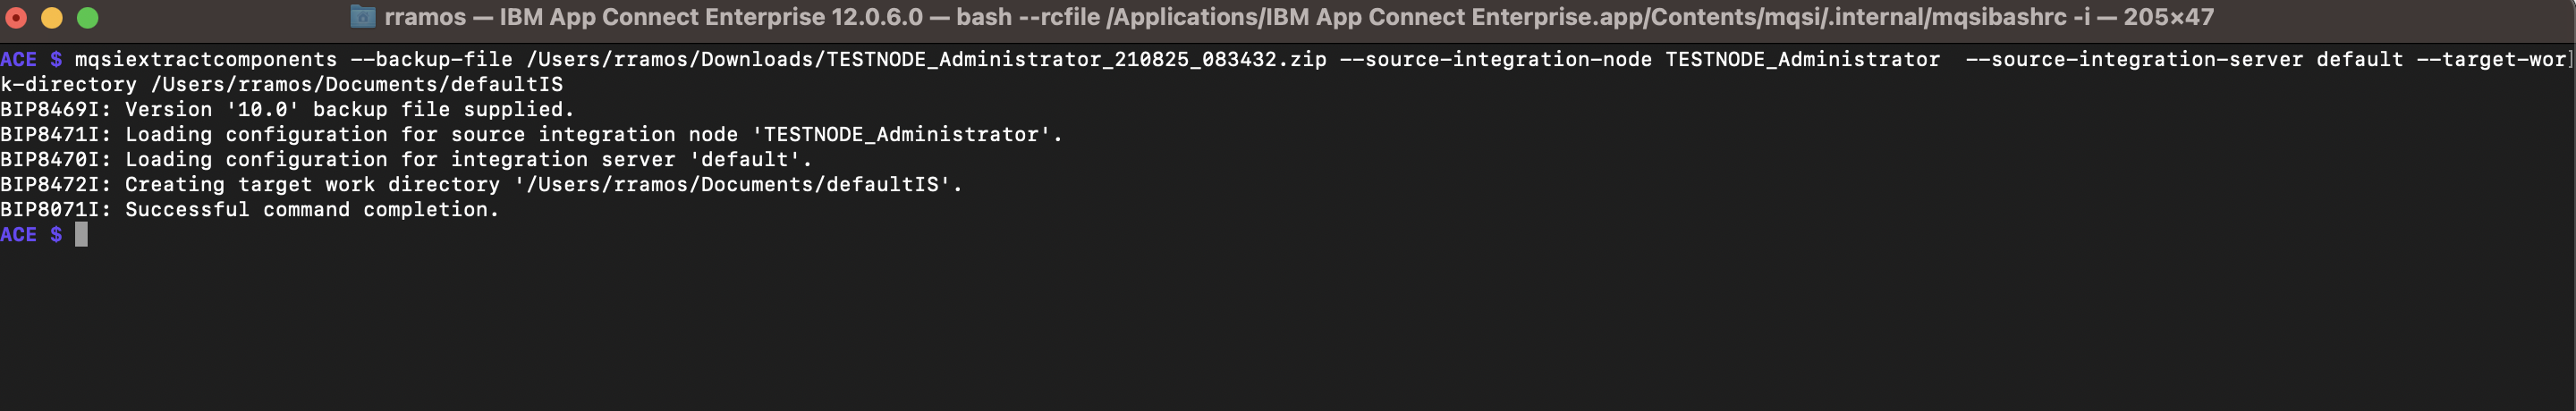 rramos — IBM App Connect Enterprise 12.0.6.0 — bash --rcfile /Applications/IBM App Connect Enterprise.app/Contents/mqsi/.internal/mqsibashrc -i — 205×47
ACE $ mqsiextractcomponents --backup-file /Users/rramos/Downloads/TESTNODE_Administrator_210825_083432.zip --source-integration-node TESTNODE_Administrator  --source-integration-server default --target-wor]
k-directory /Users/rramos/Documents/defaultIS
BIP8469I: Version '10.0' backup file supplied.
BIP8471I: Loading configuration for source integration node 'TESTNODE_Administrator'.
BIP8470I: Loading configuration for integration server 'default'.
BIP8472I: Creating target work directory '/Users/rramos/Documents/defaultIS'.
BIP8071I: Successful command completion.
ACE $